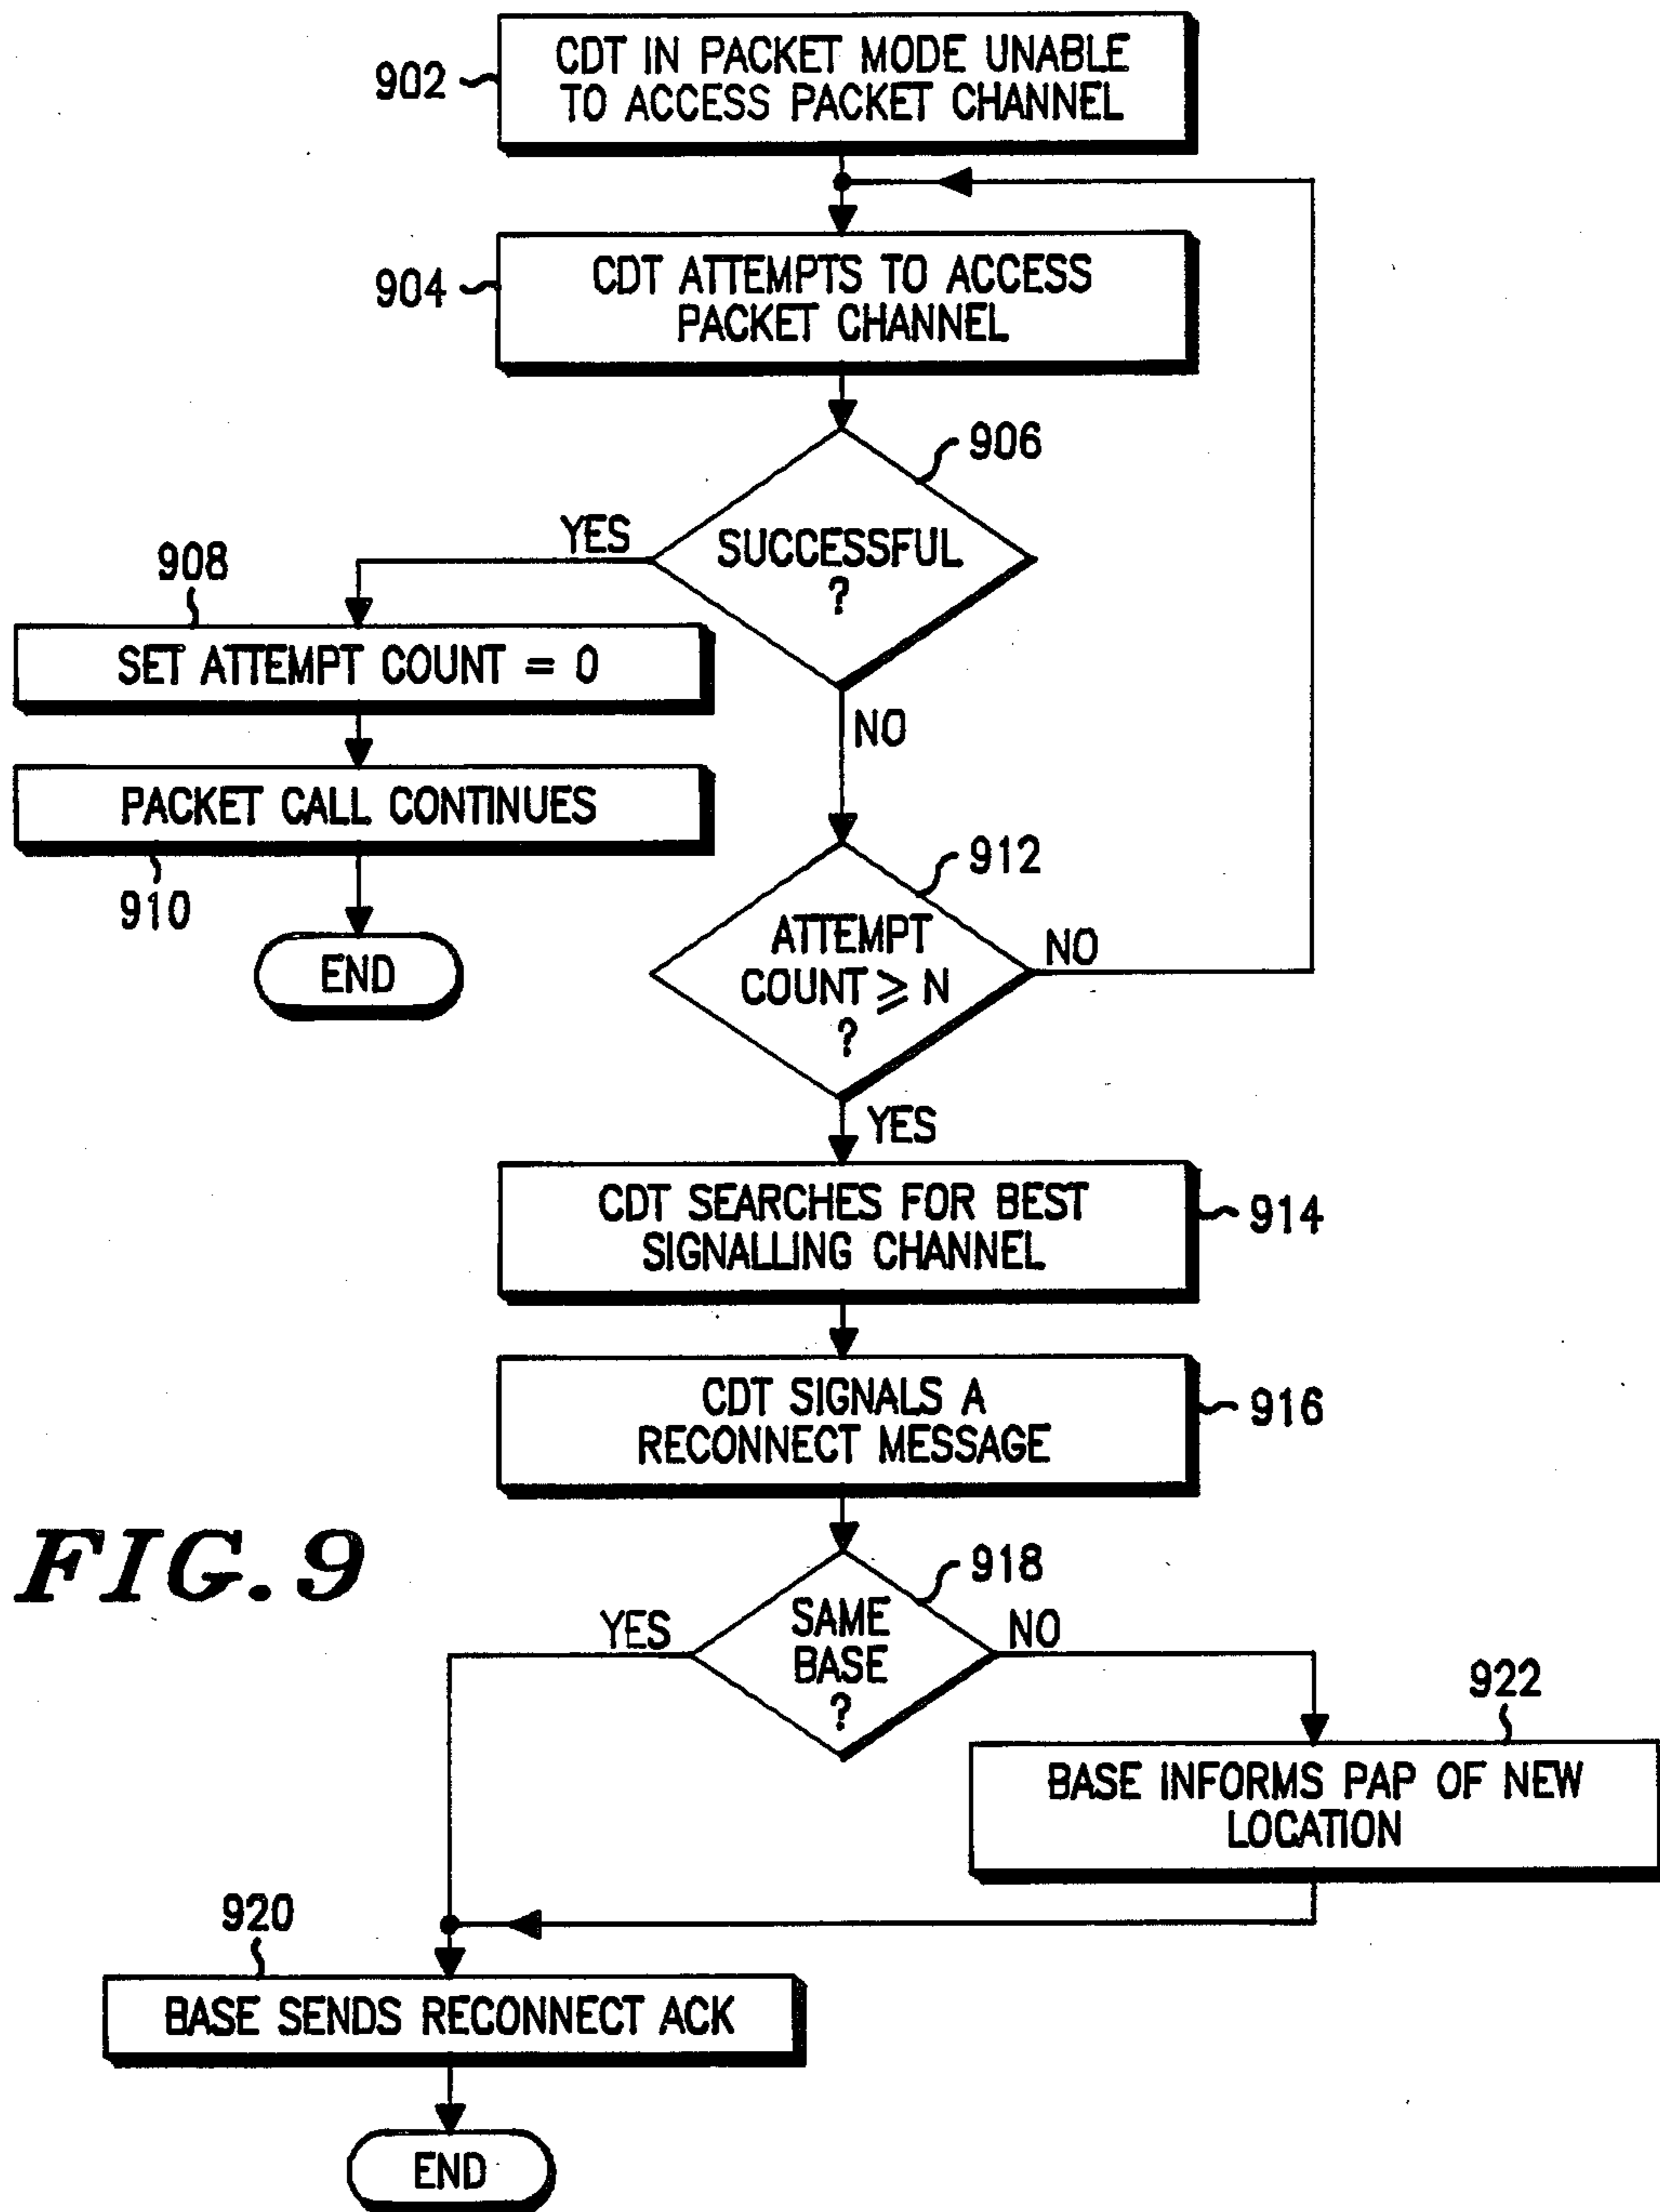 902
CDT IN PACKET MODE UNABLE
TO ACCESS PACKET CHANNEL
904
CDT ATTEMPTS TO ACCESS
PACKET CHANNEL
906
SUCCESSFUL
?
YES
NO
908
SET ATTEMPT COUNT = 0
PACKET CALL CONTINUES
910
END
912
ATTEMPT
COUNT ⩾ N
?
NO
YES
CDT SEARCHES FOR BEST
SIGNALLING CHANNEL
914
CDT SIGNALS A
RECONNECT MESSAGE
916
FIG. 9
918
SAME
BASE
?
YES
NO
922
BASE INFORMS PAP OF NEW
LOCATION
920
BASE SENDS RECONNECT ACK
END